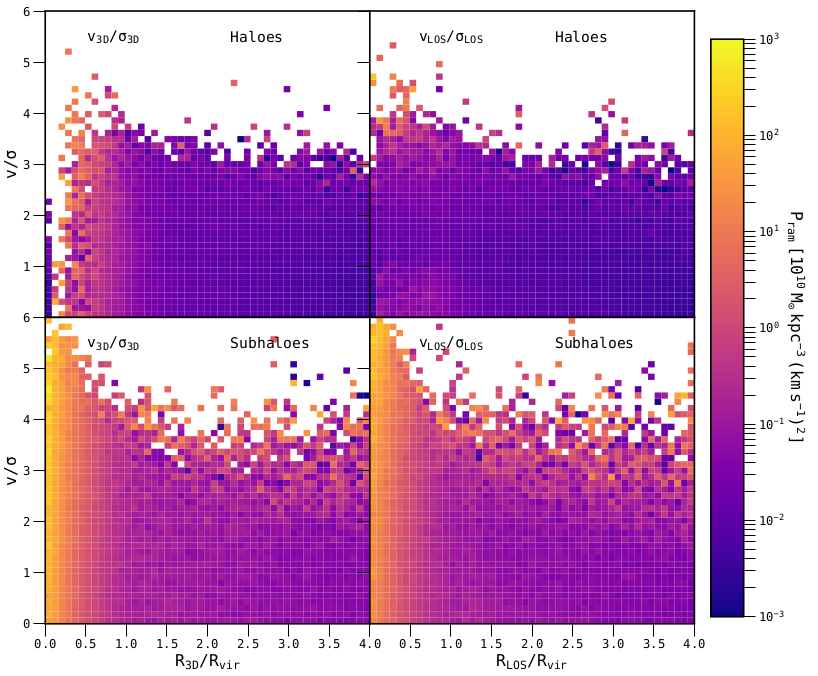 v3D/σ3D Haloes
vLOS/σLOS Haloes
v/σ
6
5
4
3
2
1
v3D/σ3D Subhaloes
vLOS/σLOS Subhaloes
v/σ
6
5
4
3
2
1
0
0.0 0.5 1.0 1.5 2.0 2.5 3.0 3.5 4.0 0.5 1.0 1.5 2.0 2.5 3.0 3.5 4.0
R3D/Rvir
RLOS/Rvir
10³
10²
10¹
10⁰
10⁻¹
10⁻²
10⁻³
Pram [10¹⁰ M⊙ kpc⁻³ (km s⁻¹)²]